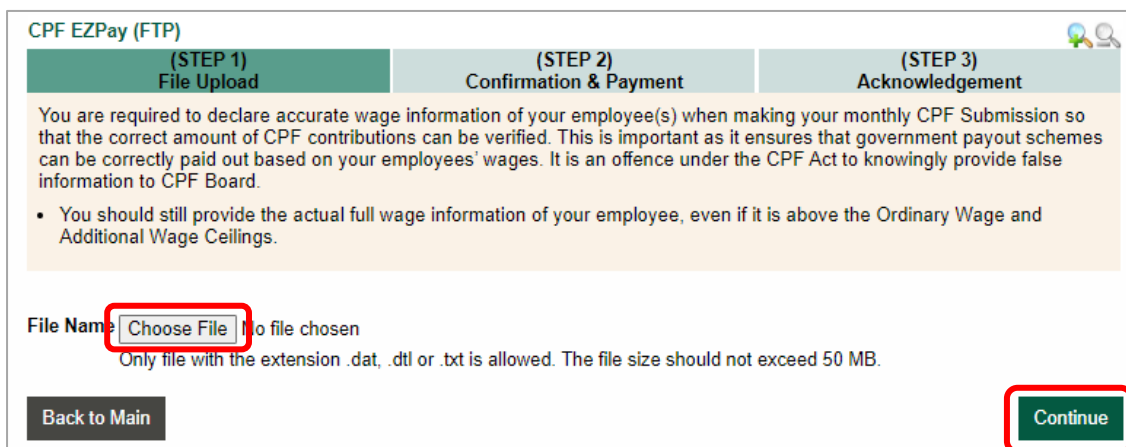 CPF EZPay (FTP)
(STEP 1)
File Upload
(STEP 2)
Confirmation & Payment
(STEP 3)
Acknowledgement
You are required to declare accurate wage information of your employee(s) when making your monthly CPF Submission so
that the correct amount of CPF contributions can be verified. This is important as it ensures that government payout schemes
can be correctly paid out based on your employees' wages. It is an offence under the CPF Act to knowingly provide false
information to CPF Board.
• You should still provide the actual full wage information of your employee, even if it is above the Ordinary Wage and
Additional Wage Ceilings.
File Name Choose File No file chosen
Only file with the extension .dat, .dtl or .txt is allowed. The file size should not exceed 50 MB.
Back to Main
Continue